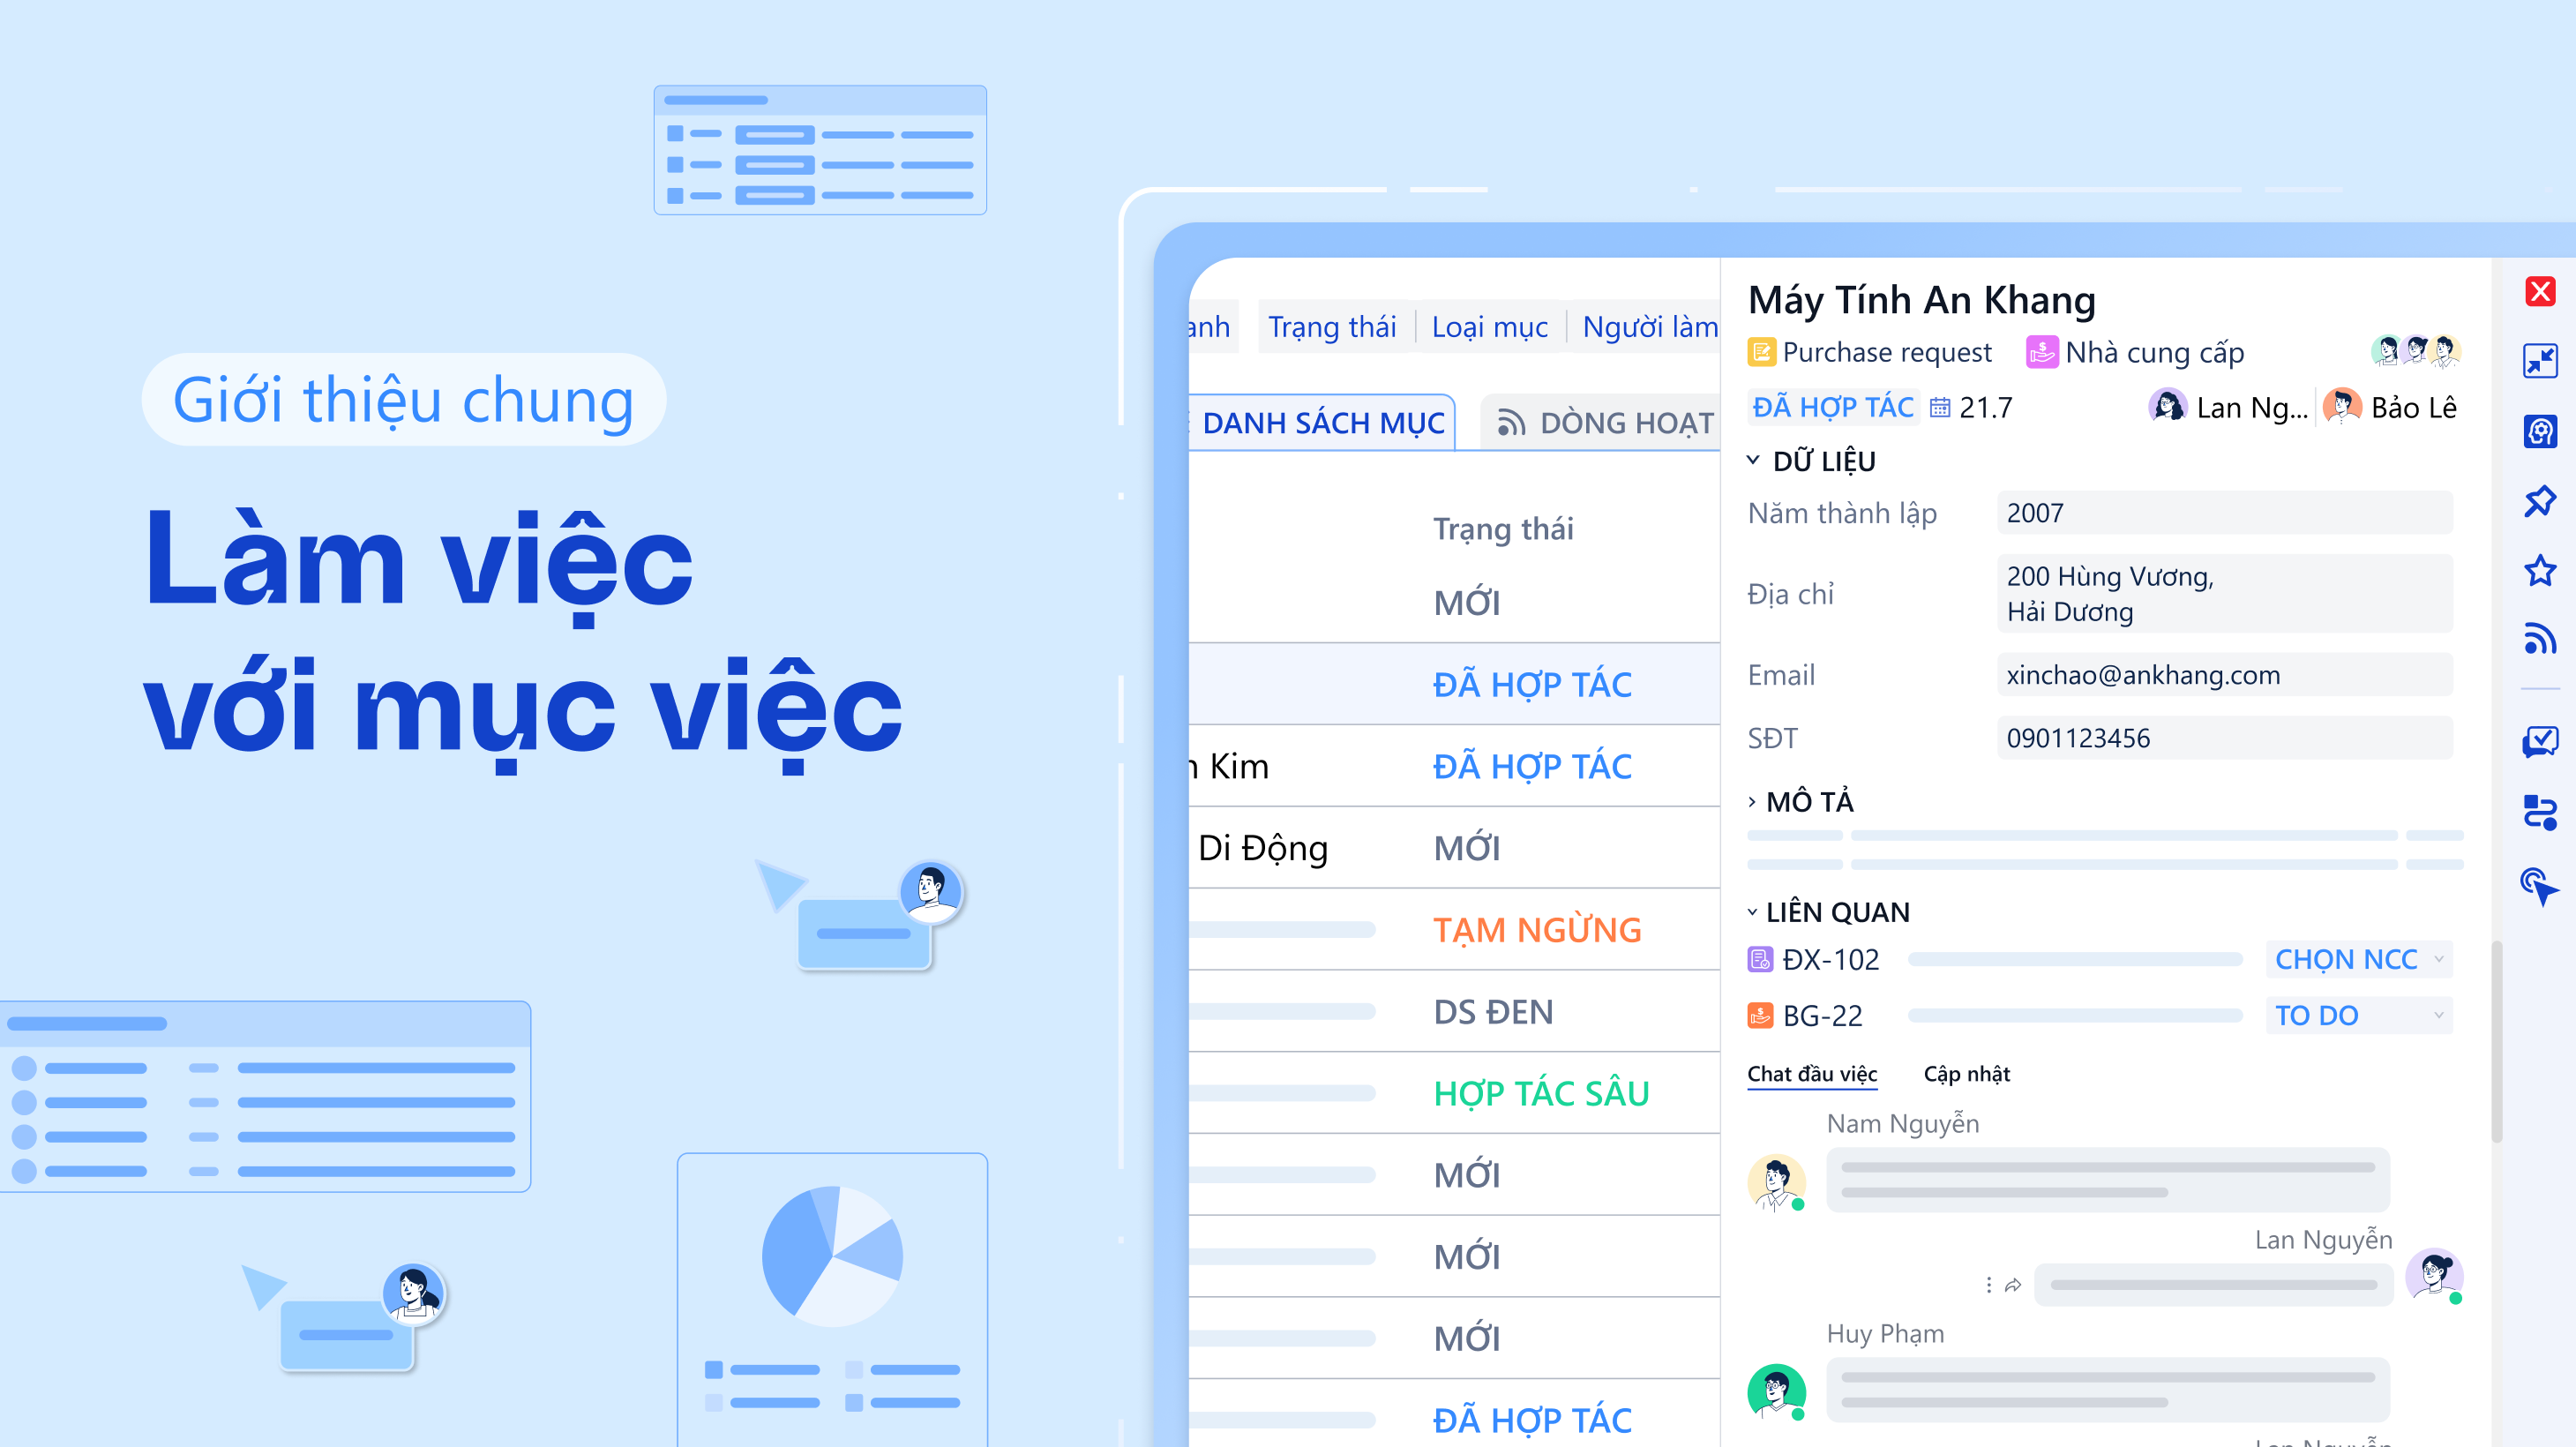 Giới thiệu chung
Làm việc
với mục việc
Trạng thái
Loại mục
Người làm
DANH SÁCH MỤC
DÒNG HOẠT
Trạng thái
MỚI
ĐÃ HỢP TÁC
Kim
ĐÃ HỢP TÁC
Di Động
MỚI
TẠM NGỪNG
DS ĐEN
HỢP TÁC SÂU
MỚI
MỚI
MỚI
ĐÃ HỢP TÁC
Máy Tính An Khang
Purchase request
Nhà cung cấp
ĐÃ HỢP TÁC
21.7
Lan Ng...
Bảo Lê
DỮ LIỆU
Năm thành lập
2007
Địa chỉ
200 Hùng Vương,
Hải Dương
Email
xinchao@ankhang.com
SĐT
0901123456
MÔ TẢ
LIÊN QUAN
ĐX-102
CHỌN NCC
BG-22
TO DO
Chat đầu việc
Cập nhật
Nam Nguyễn
Lan Nguyễn
Huy Phạm